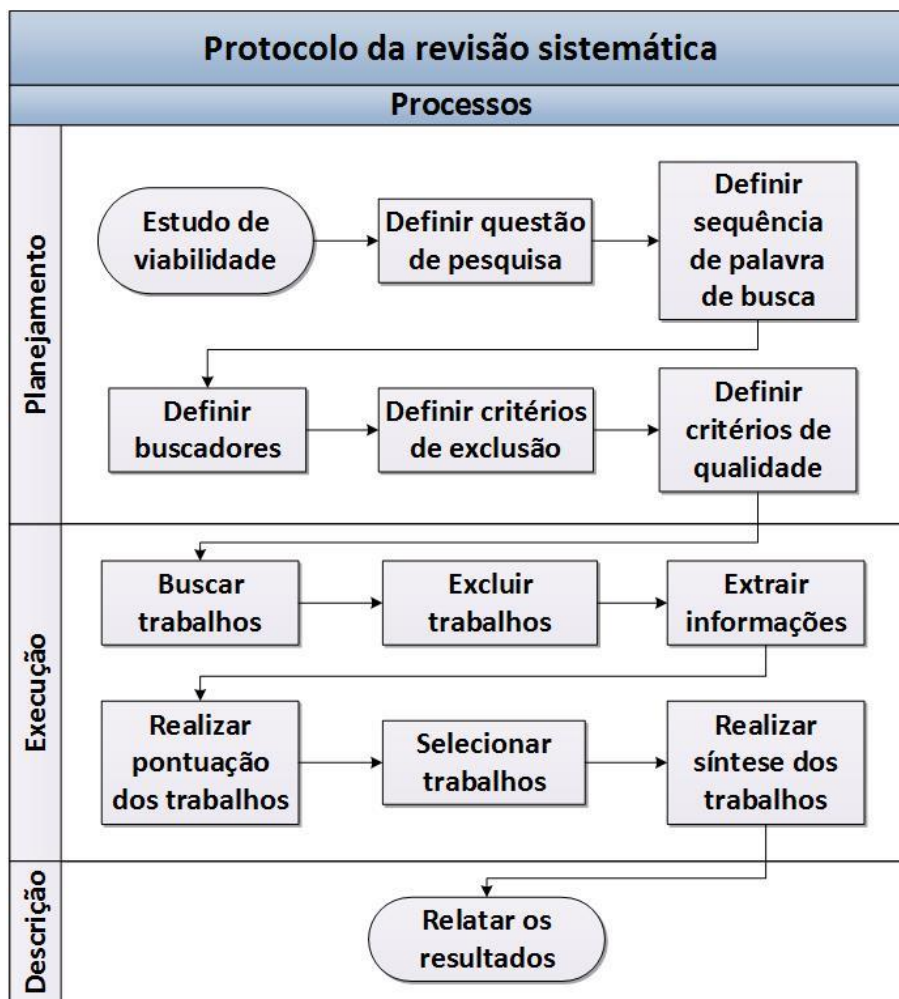 Protocolo da revisão sistemática
Processos
Planejamento
Estudo de
viabilidade
Definir questão
de pesquisa
Definir
sequência
de palavra
de busca
Definir
buscadores
Definir critérios
de exclusão
Definir
critérios de
qualidade
Execução
Buscar
trabalhos
Excluir
trabalhos
Extrair
informações
Realizar
pontuação
dos trabalhos
Selecionar
trabalhos
Realizar
síntese dos
trabalhos
Descrição
Relatar os
resultados